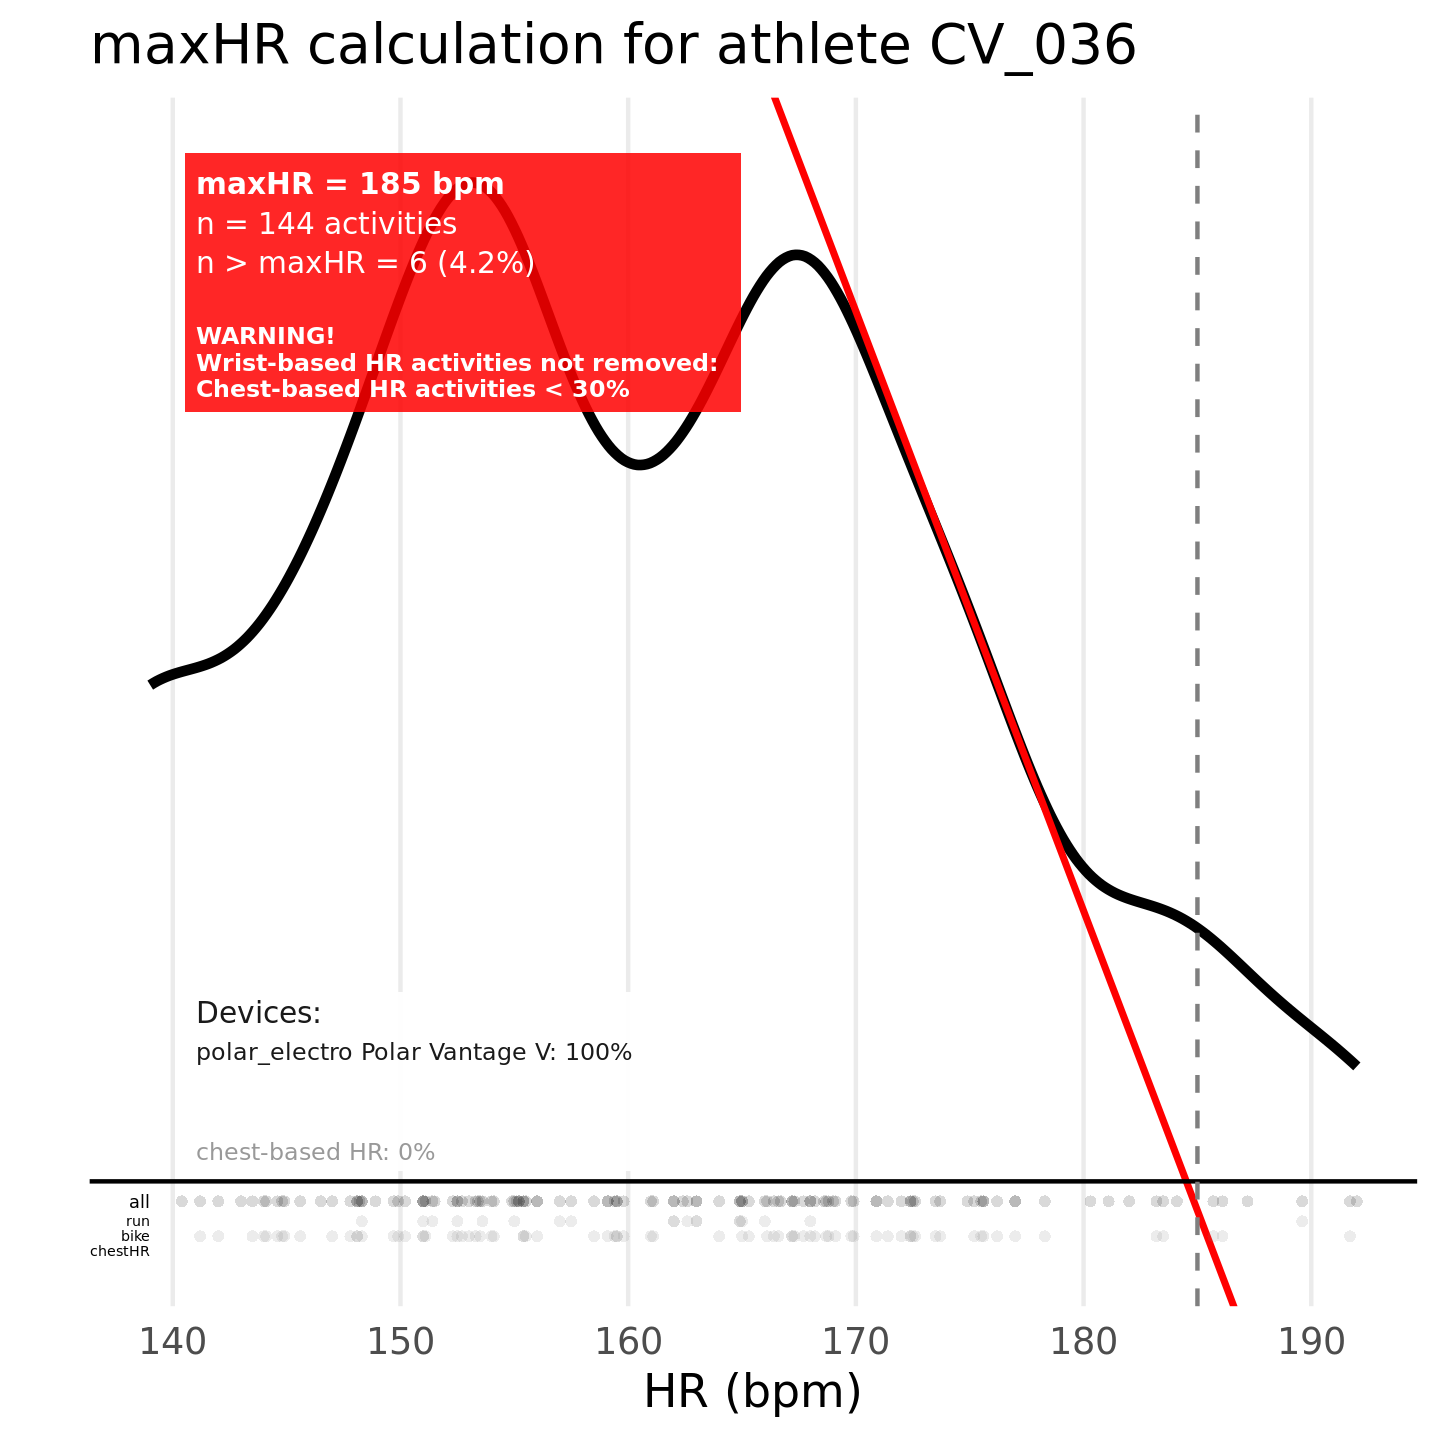 maxHR calculation for athlete CV_036
maxHR = 185 bpm
n = 144 activities
n > maxHR = 6 (4.2%)
WARNING!
Wrist-based HR activities not removed:
Chest-based HR activities < 30%
Devices:
polar_electro Polar Vantage V: 100%
chest-based HR: 0%
all
run
bike
chestHR
140 150 160 170 180 190
HR (bpm)